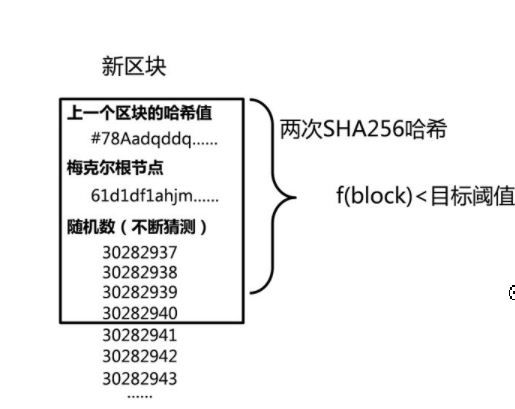 新区块
上一个区块的哈希值
#78Aadqddq......
梅克尔根节点
61d1df1ahjm......
随机数（不断猜测）
30282937
30282938
30282939
30282940
30282941
30282942
30282943
......
两次SHA256哈希
f(block)<目标阈值